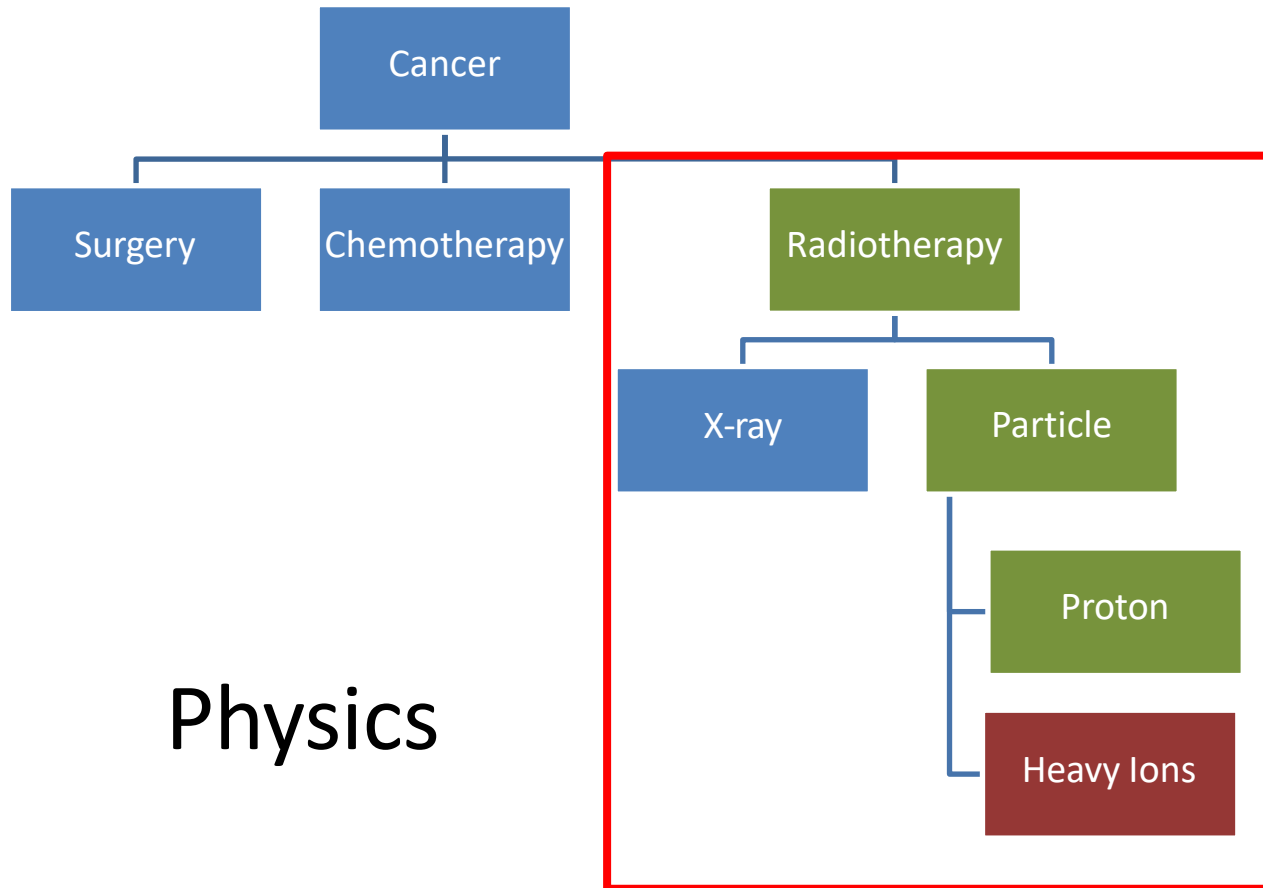 Cancer
Surgery
Chemotherapy
Radiotherapy
X-ray
Particle
Proton
Physics
Heavy Ions